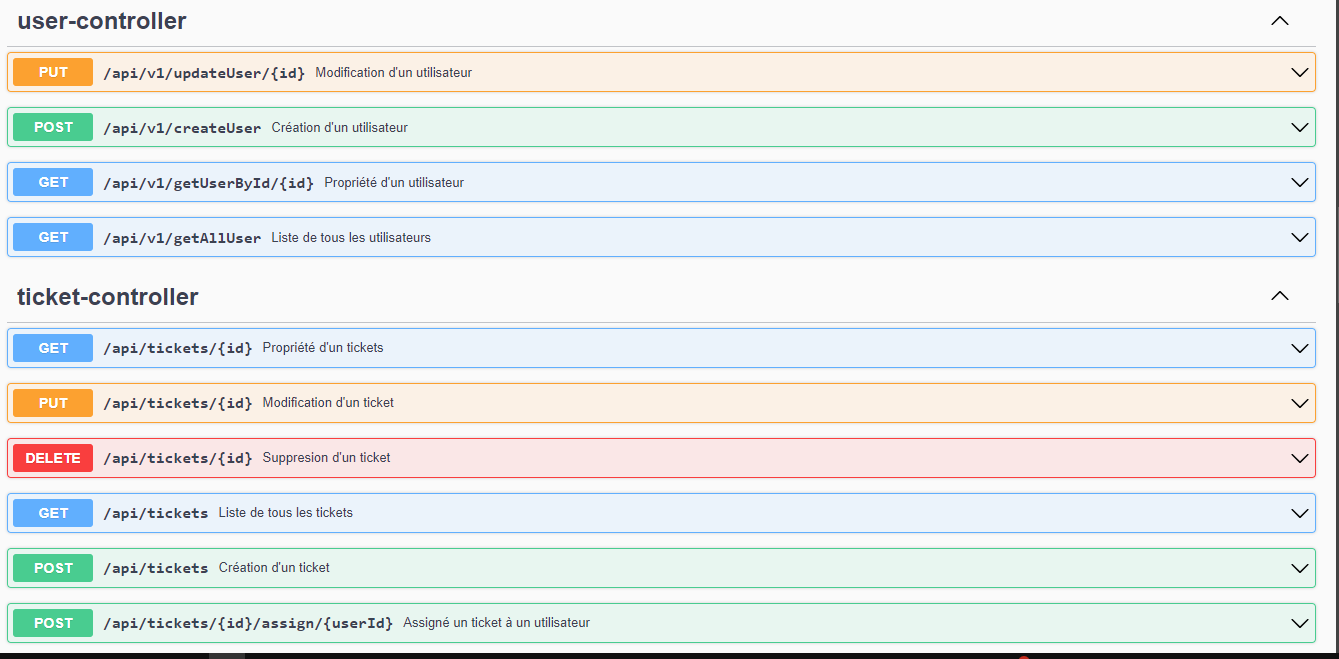 user-controller
PUT /api/v1/updateUser/{id} Modification d'un utilisateur
POST /api/v1/createUser Création d'un utilisateur
GET /api/v1/getUserById/{id} Propriété d'un utilisateur
GET /api/v1/getAllUser Liste de tous les utilisateurs
ticket-controller
GET /api/tickets/{id} Propriété d'un tickets
PUT /api/tickets/{id} Modification d'un ticket
DELETE /api/tickets/{id} Suppresion d'un ticket
GET /api/tickets Liste de tous les tickets
POST /api/tickets Création d'un ticket
POST /api/tickets/{id}/assign/{userId} Assigné un ticket à un utilisateur